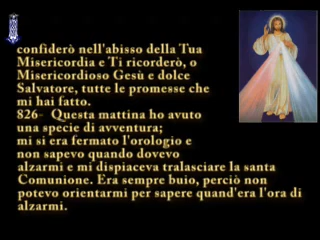 confiderò nell'abisso della Tua
Misericordia e Ti ricorderò, o
Misericordioso Gesù e dolce
Salvatore, tutte le promesse che
mi hai fatto.
826- Questa mattina ho avuto
una specie di avventura;
mi si era fermato l'orologio e
non sapevo quando dovevo
alzarmi e mi dispiaceva tralasciare la santa
Comunione. Era sempre buio, perciò non
potevo orientarmi per sapere quand'era l'ora di
alzarmi.